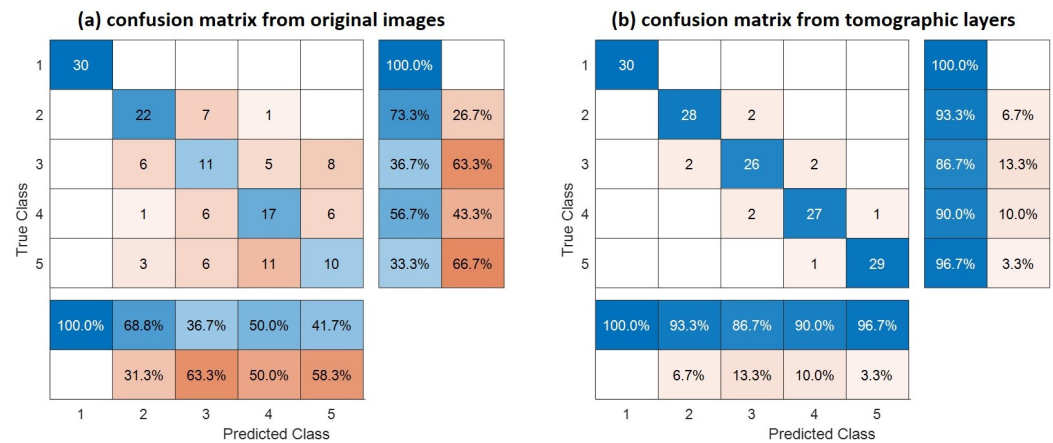 (a) confusion matrix from original images
1 30 100.0%
2 22 7 1 73.3% 26.7%
3 6 11 5 8 36.7% 63.3%
4 1 6 17 6 56.7% 43.3%
5 3 6 11 10 33.3% 66.7%
True Class
100.0% 68.8% 36.7% 50.0% 41.7%
31.3% 63.3% 50.0% 58.3%
1 2 3 4 5
Predicted Class
(b) confusion matrix from tomographic layers
1 30 100.0%
2 28 2 93.3% 6.7%
3 2 26 2 86.7% 13.3%
4 2 27 1 90.0% 10.0%
5 1 29 96.7% 3.3%
True Class
100.0% 93.3% 86.7% 90.0% 96.7%
6.7% 13.3% 10.0% 3.3%
1 2 3 4 5
Predicted Class